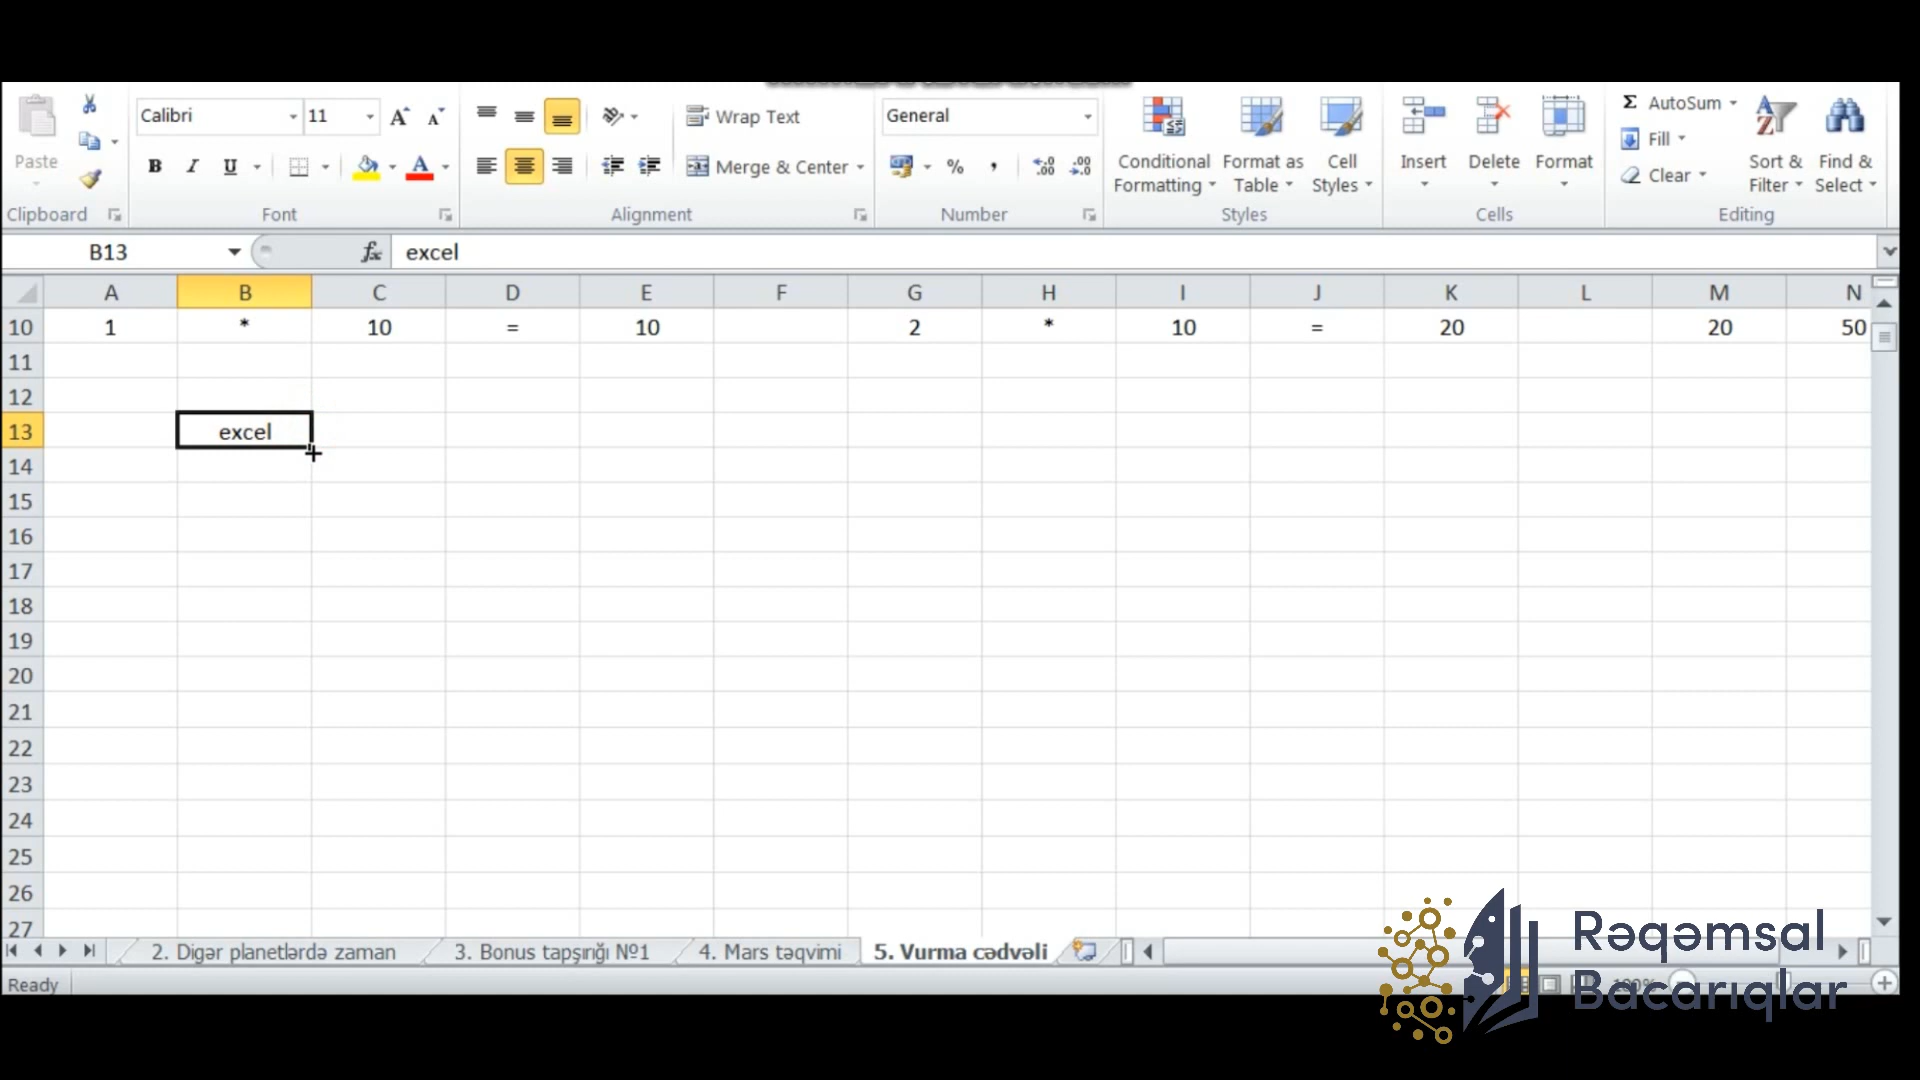 Calibri 11 A A Wrap Text General AutoSum
Paste Fill
B I U A Merge & Center % , Conditional Formatting Format as Table Cell Styles Insert Delete Format Clear Sort & Filter Find & Select
Clipboard Font Alignment Number Styles Cells Editing
B13 fx excel
A B C D E F G H I J K L M N
10 1 * 10 = 10 2 * 10 = 20 20 50
11
12
13 excel
14
15
16
17
18
19
20
21
22
23
24
25
26
27
2. Digər planetlərdə zaman 3. Bonus tapşırığı №1 4. Mars təqvimi 5. Vurma cədvəli
Ready 100%
Rəqəmsal
Bacarıqlar